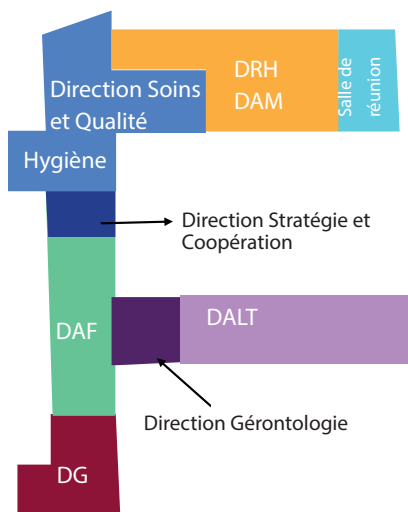 Direction Soins
et Qualité
DRH
DAM
Salle de
réunion
Hygiène
Direction Stratégie et
Coopération
DAF
DALT
Direction Gérontologie
DG